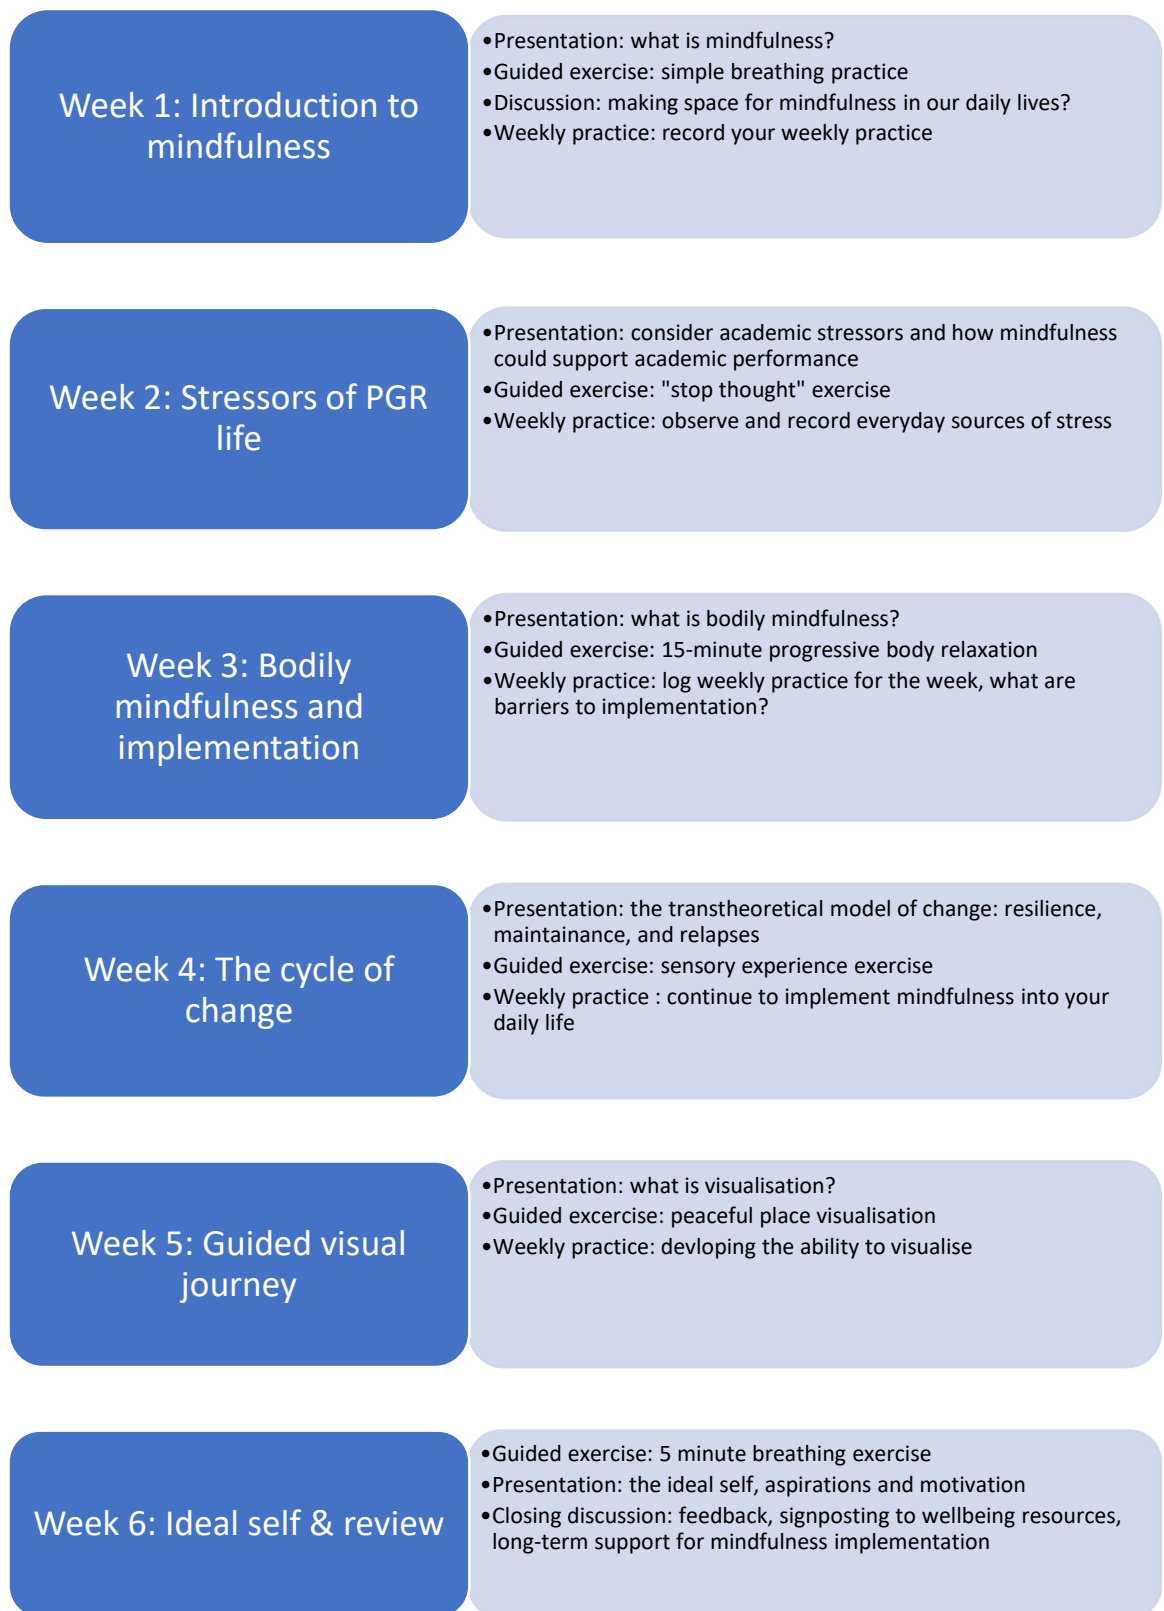 Week 1: Introduction to
mindfulness
•Presentation: what is mindfulness?
•Guided exercise: simple breathing practice
•Discussion: making space for mindfulness in our daily lives?
•Weekly practice: record your weekly practice
Week 2: Stressors of PGR
life
•Presentation: consider academic stressors and how mindfulness
could support academic performance
•Guided exercise: "stop thought" exercise
•Weekly practice: observe and record everyday sources of stress
Week 3: Bodily
mindfulness and
implementation
•Presentation: what is bodily mindfulness?
•Guided exercise: 15-minute progressive body relaxation
•Weekly practice: log weekly practice for the week, what are
barriers to implementation?
Week 4: The cycle of
change
•Presentation: the transtheoretical model of change: resilience,
maintainance, and relapses
•Guided exercise: sensory experience exercise
•Weekly practice : continue to implement mindfulness into your
daily life
Week 5: Guided visual
journey
•Presentation: what is visualisation?
•Guided excercise: peaceful place visualisation
•Weekly practice: devloping the ability to visualise
Week 6: Ideal self & review
•Guided exercise: 5 minute breathing exercise
•Presentation: the ideal self, aspirations and motivation
•Closing discussion: feedback, signposting to wellbeing resources,
long-term support for mindfulness implementation